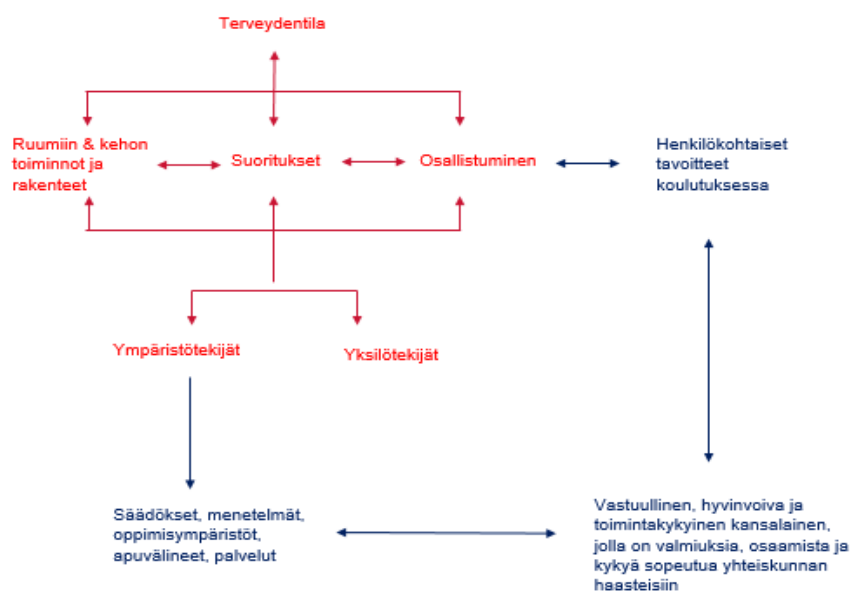 Terveydentila
Ruumiin & kehon
toiminnot ja
rakenteet
Suoritukset
Osallistuminen
Henkilökohtaiset
tavoitteet
koulutuksessa
Ympäristötekijät
Yksilötekijät
Säädökset, menetelmät,
oppimisympäristöt,
apuvälineet, palvelut
Vastuullinen, hyvinvoiva ja
toimintakykyinen kansalainen,
jolla on valmiuksia, osaamista ja
kykyä sopeutua yhteiskunnan
haasteisiin